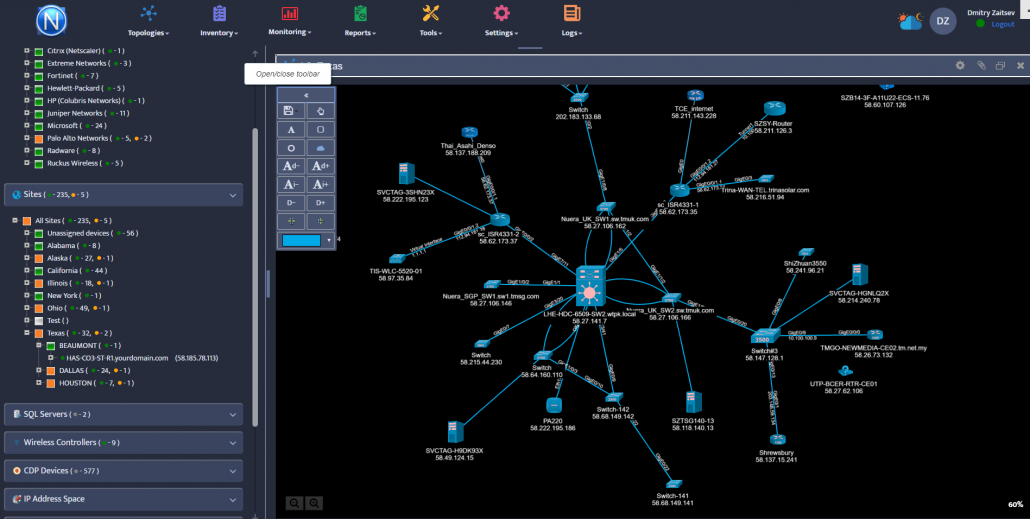 N
Topologies
Inventory
Monitoring
Reports
Tools
Settings
Logs
Dmitry Zaitsev
DZ
Logout
Citrix (Netscaler) ( - 1 )
Extreme Networks ( - 3 )
Fortinet ( - 7 )
Hewlett-Packard ( - 5 )
HP (Colubris Networks) ( - 1 )
Juniper Networks ( - 11 )
Microsoft ( - 24 )
Palo Alto Networks ( - 5, - 2 )
Radware ( - 8 )
Ruckus Wireless ( - 5 )
Sites ( - 235, - 5 )
All Sites ( - 235, - 5 )
Unassigned devices ( - 56 )
Alabama ( - 8 )
Alaska ( - 27, - 1 )
California ( - 44 )
Illinois ( - 18, - 1 )
New York ( - 1 )
Ohio ( - 49, - 1 )
Test ( )
Texas ( - 32, - 2 )
BEAUMONT ( - 1 )
HAS-CO3-ST-R1.yourdomain.com (58.185.78.113)
DALLAS ( - 24, - 1 )
HOUSTON ( - 7, - 1 )
SQL Servers ( - 2 )
Wireless Controllers ( - 9 )
CDP Devices ( - 577 )
IP Address Space
Open/close toolbar
xas
A
Ad- Ad+
Ai- Ai+
D- D+
Switch
202.183.133.68
TCE_internet
58.211.143.228
SZB14-3F-A11U22-ECS-11.76
58.60.107.126
SZSY-Router
58.211.126.3
Thai_Asahi_Denso
58.137.188.209
SVCTAG-3SHN23X
58.222.195.123
Trina-WAN-TEL.trinasolar.com
58.216.51.94
sc_ISR4331-1
58.62.173.35
Nuera_UK_SW1.sw.tmuk.com
58.27.106.162
sc_ISR4331-2
58.62.173.37
TIS-WLC-5520-01
58.97.35.84
ShiZhuan3550
58.241.96.21
SVCTAG-HGNLQ2X
58.214.240.78
Nuera_SGP_SW1.sw1.tmsg.com
58.27.106.146
LHE-HDC-6509-SW2.wtpk.local
58.27.141.7
Nuera_UK_SW2.sw.tmuk.com
58.27.106.166
3500
Switch#3
58.147.128.1
TMGO-NEWMEDIA-CE02.tm.net.my
58.26.73.132
Switch
58.215.44.230
Switch
58.64.160.110
UTP-BCER-RTR-CE01
58.27.62.106
PA220
58.222.195.186
Switch-142
58.68.149.142
SZTSG140-13
58.118.140.13
SVCTAG-H9DK93X
58.49.124.15
Shrewsbury
58.137.15.241
Switch-141
58.68.149.141
60%